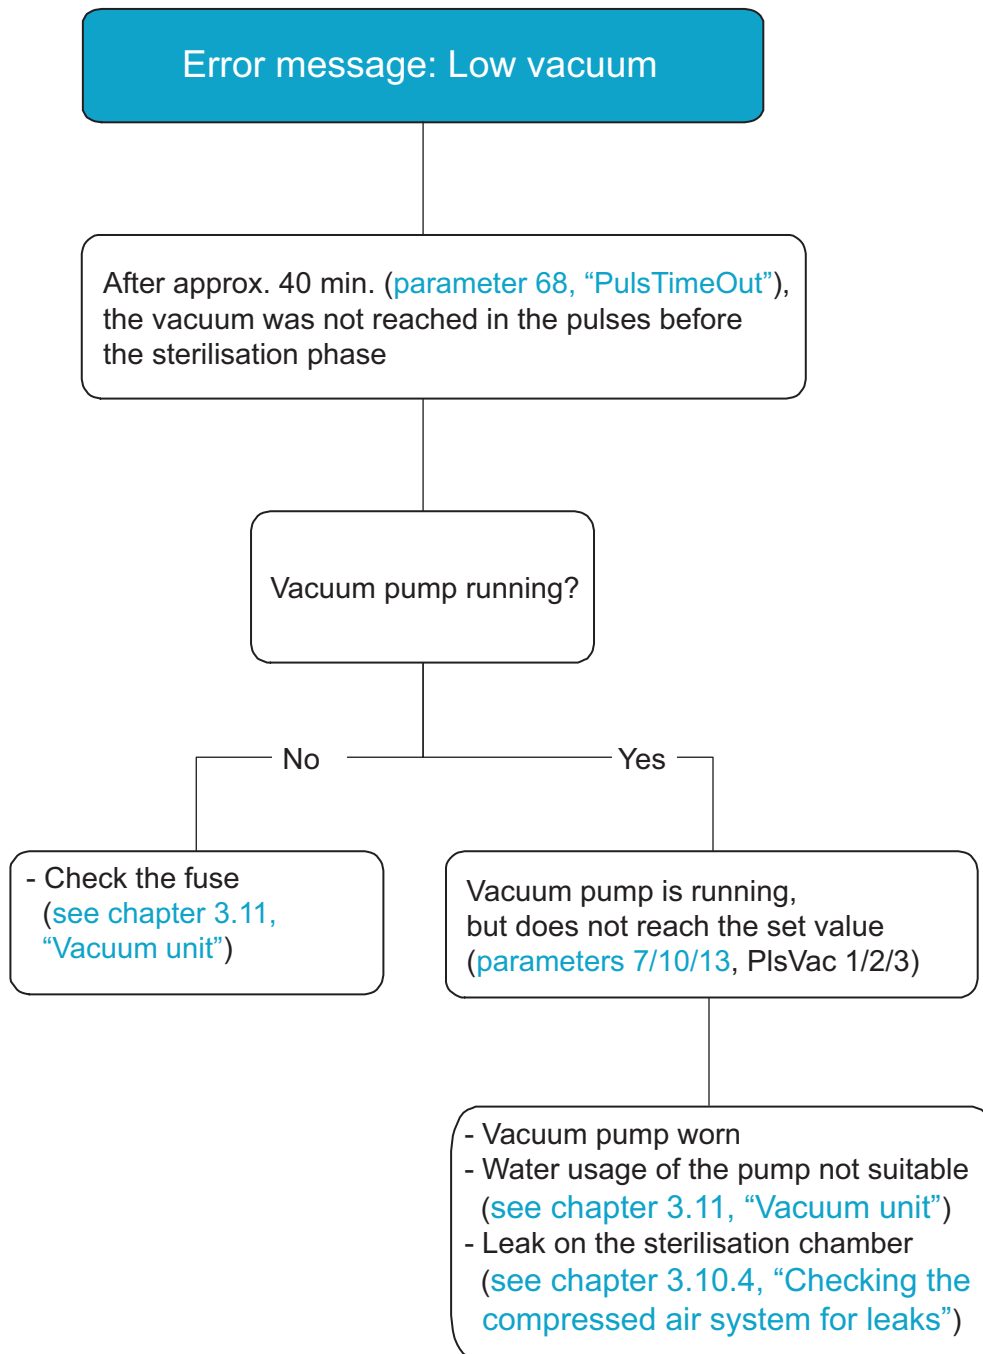 Error message: Low vacuum
After approx. 40 min. (parameter 68, “PulsTimeOut”),
the vacuum was not reached in the pulses before
the sterilisation phase
Vacuum pump running?
No
Yes
- Check the fuse
(see chapter 3.11,
“Vacuum unit”)
Vacuum pump is running,
but does not reach the set value
(parameters 7/10/13, PlsVac 1/2/3)
- Vacuum pump worn
- Water usage of the pump not suitable
(see chapter 3.11, “Vacuum unit”)
- Leak on the sterilisation chamber
(see chapter 3.10.4, “Checking the
compressed air system for leaks”)